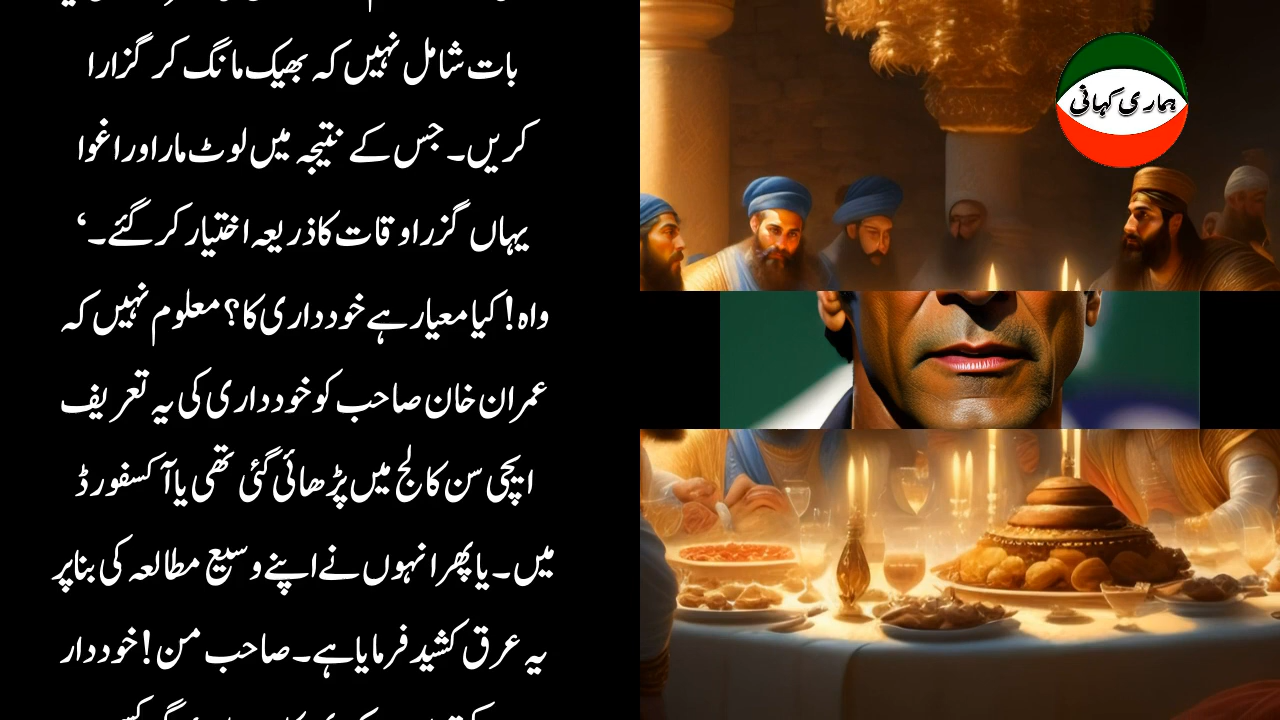 بات شامل نہیں کہ بھیک مانگ کر گزارا
کریں۔ جس کے نتیجہ میں لوٹ مار اور اغوا
یہاں گزر اوقات کا ذریعہ اختیار کر گئے۔‘
واہ! کیا معیار ہے خودداری کا؟ معلوم نہیں کہ
عمران خان صاحب کو خودداری کی یہ تعریف
ایچی سن کالج میں پڑھائی گئی تھی یا آکسفورڈ
میں۔ یا پھر انہوں نے اپنے وسیع مطالعہ کی بنا پر
یہ عرق کشید فرمایا ہے۔ صاحب من! خوددار
ہماری کہانی